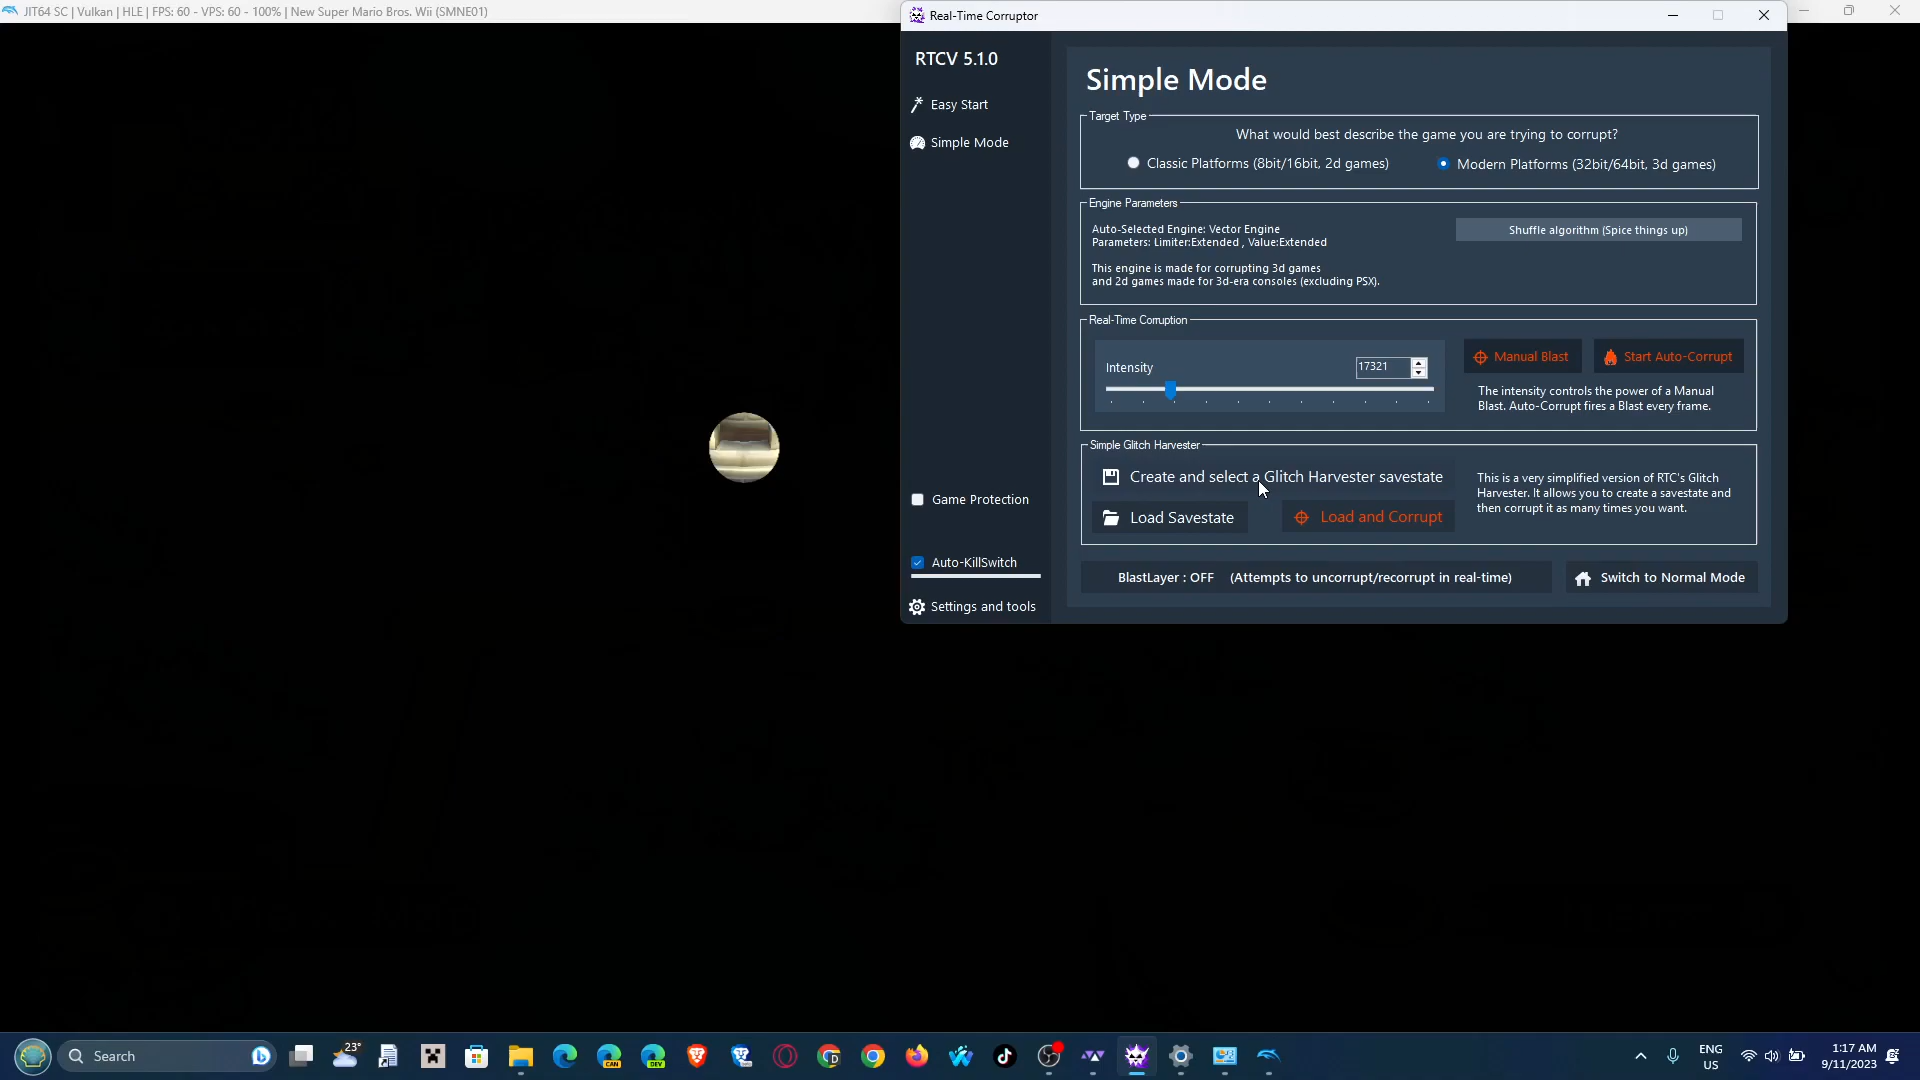 JIT64 SC | Vulkan | HLE | FPS: 60 - VPS: 60 - 100% | New Super Mario Bros. Wii (SMNE01)
Real-Time Corruptor
RTCV 5.1.0
Easy Start
Simple Mode
Game Protection
Auto-KillSwitch
Settings and tools
Simple Mode
Target Type
What would best describe the game you are trying to corrupt?
Classic Platforms (8bit/16bit, 2d games)
Modern Platforms (32bit/64bit, 3d games)
Engine Parameters
Auto-Selected Engine: Vector Engine
Parameters: Limiter:Extended , Value:Extended
Shuffle algorithm (Spice things up)
This engine is made for corrupting 3d games
and 2d games made for 3d-era consoles (excluding PSX).
Real-Time Corruption
Intensity
17321
Manual Blast
Start Auto-Corrupt
The intensity controls the power of a Manual
Blast. Auto-Corrupt fires a Blast every frame.
Simple Glitch Harvester
Create and select a Glitch Harvester savestate
Load Savestate
Load and Corrupt
This is a very simplified version of RTC's Glitch
Harvester. It allows you to create a savestate and
then corrupt it as many times you want.
BlastLayer : OFF (Attempts to uncorrupt/recorrupt in real-time)
Switch to Normal Mode
Search
23°
CAN
DEV
D
ENG
US
1:17 AM
9/11/2023